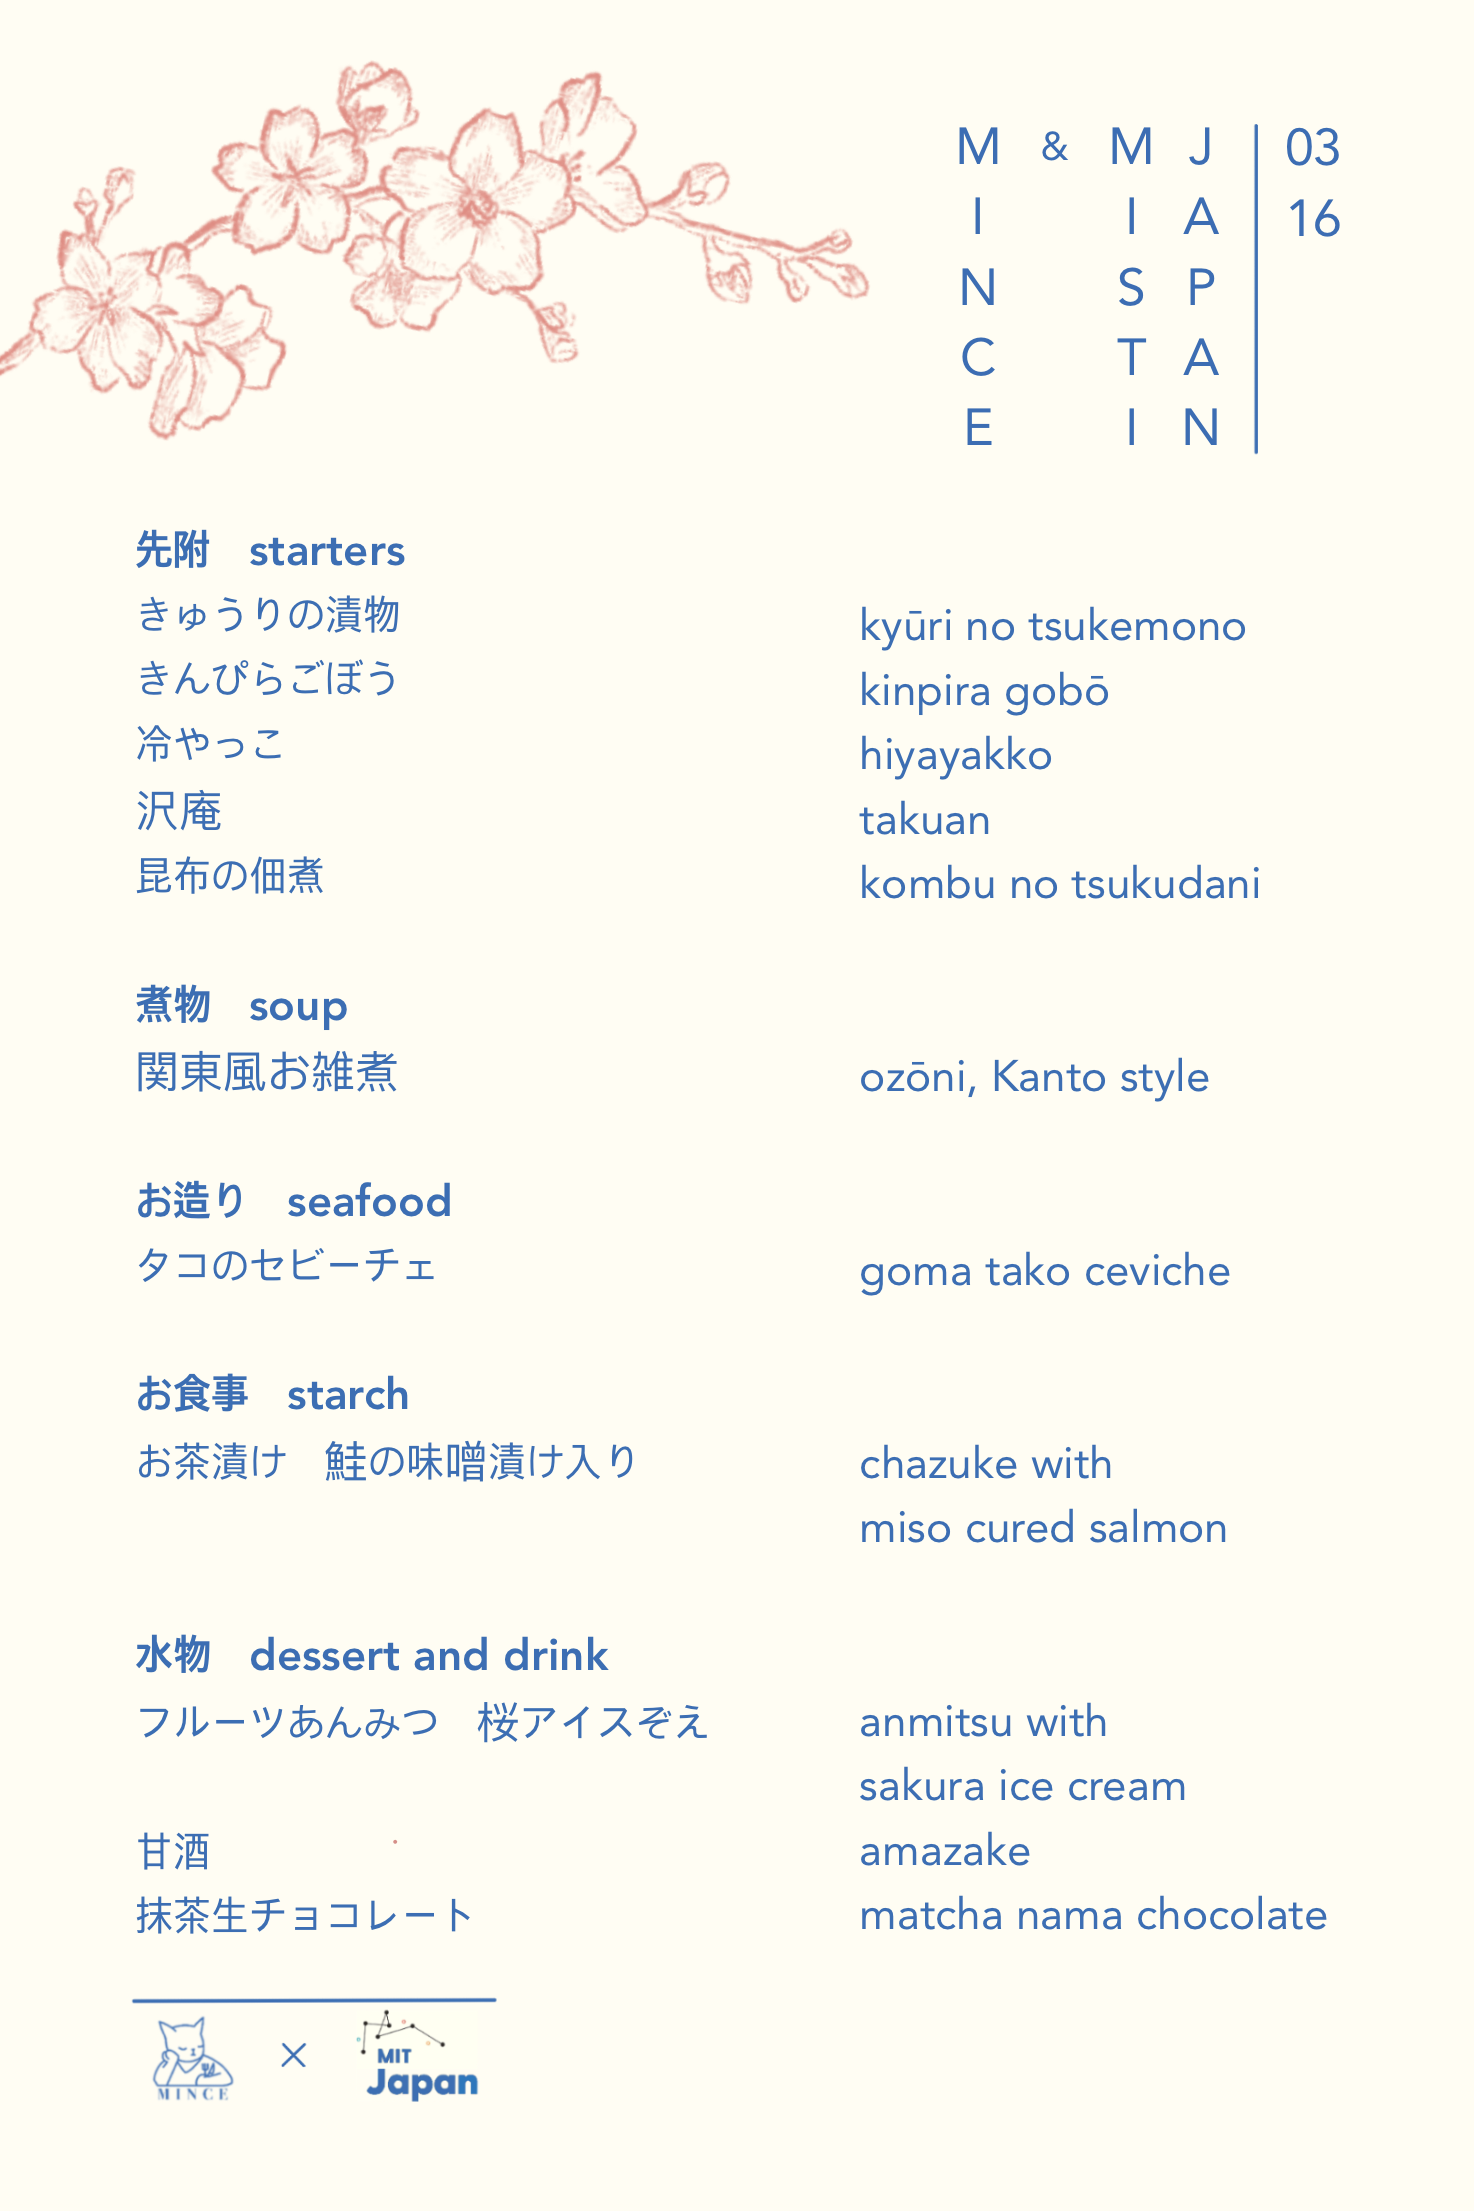 MINCE & MISTI JAPAN 03 16
先附 starters
きゅうりの漬物 kyūri no tsukemono
きんぴらごぼう kinpira gobō
冷やっこ hiyayakko
沢庵 takuan
昆布の佃煮 kombu no tsukudani
煮物 soup
関東風お雑煮 ozōni, Kanto style
お造り seafood
タコのセビーチェ goma tako ceviche
お食事 starch
お茶漬け 鮭の味噌漬け入り chazuke with
miso cured salmon
水物 dessert and drink
フルーツあんみつ 桜アイスぞえ anmitsu with
sakura ice cream
甘酒 amazake
抹茶生チョコレート matcha nama chocolate
MINCE × MIT
Japan